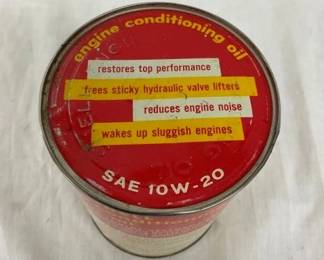 engine conditioning oil
restores top performance
frees sticky hydraulic valve lifters
reduces engine noise
wakes up sluggish engines
SAE 10W-20